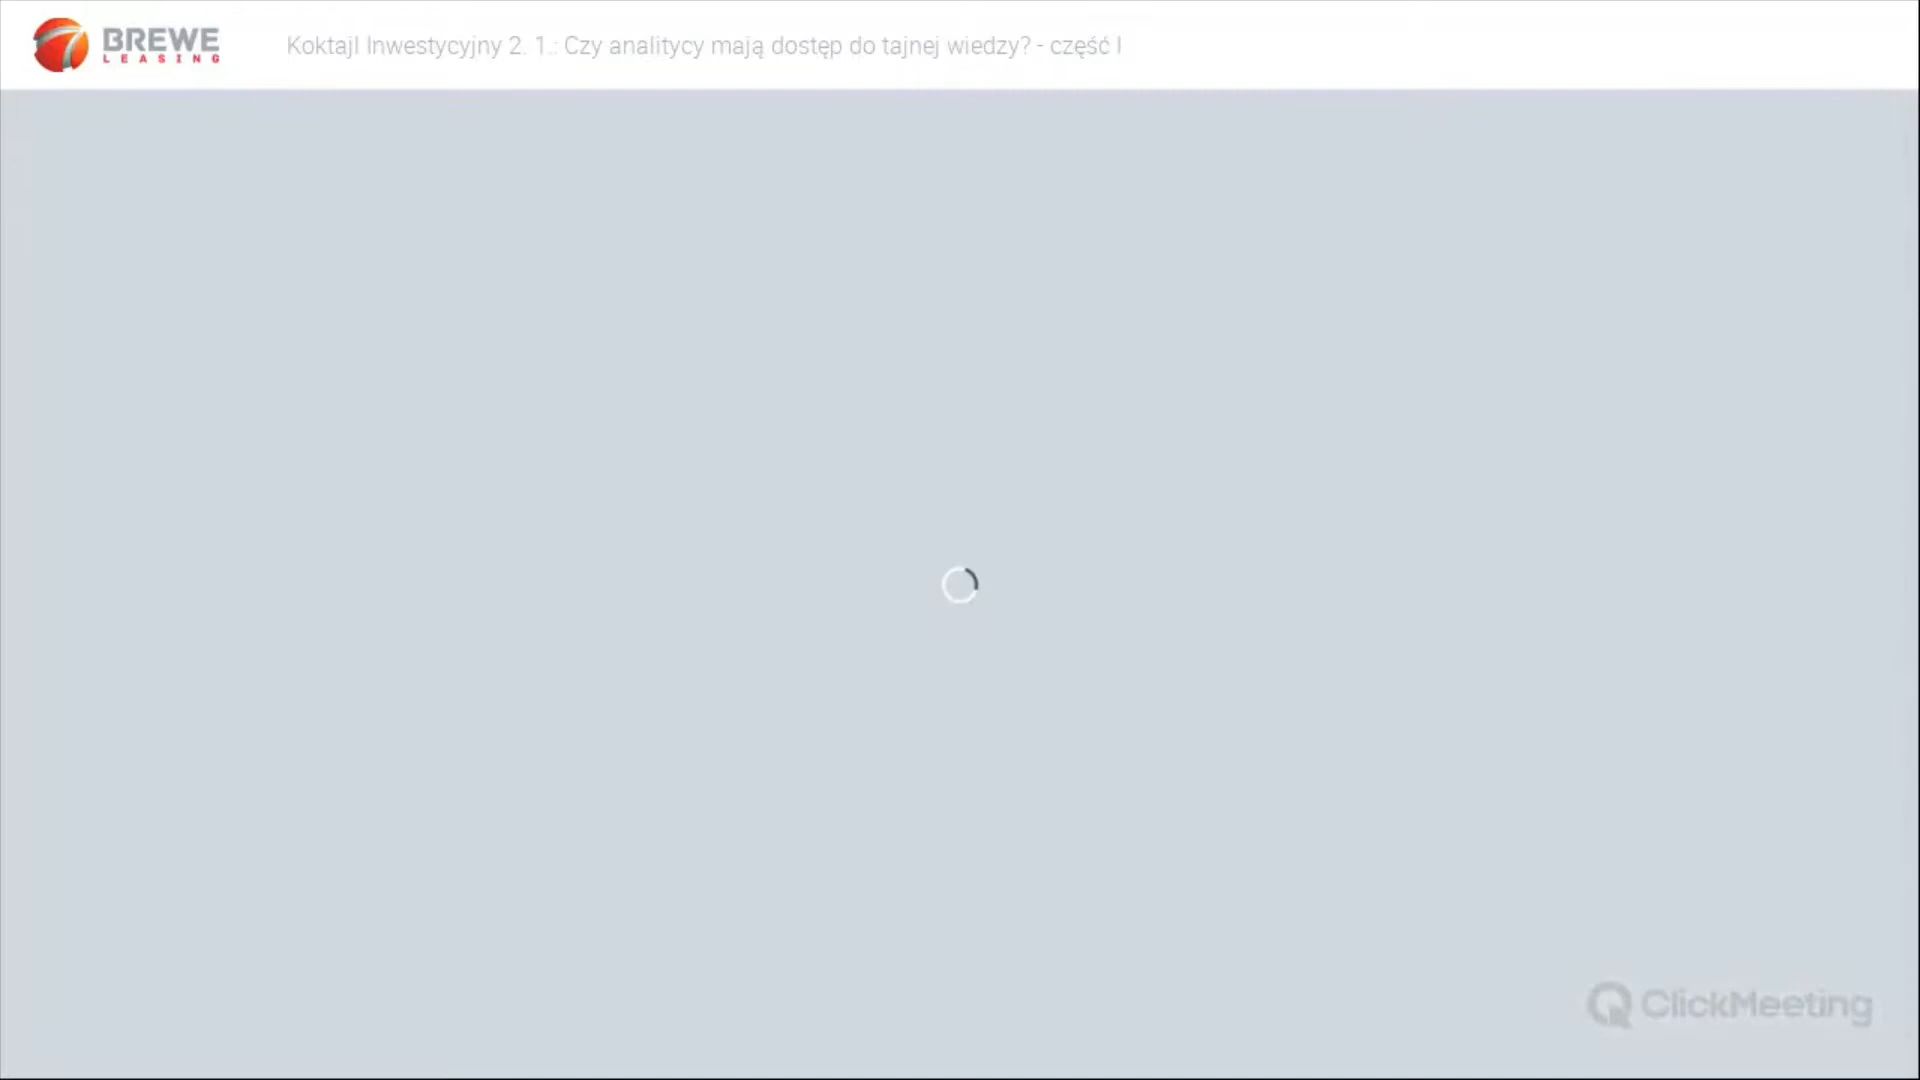 BREWE
LEASING
Koktajl Inwestycyjny 2. 1.: Czy analitycy mają dostęp do tajnej wiedzy? - część I
ClickMeeting